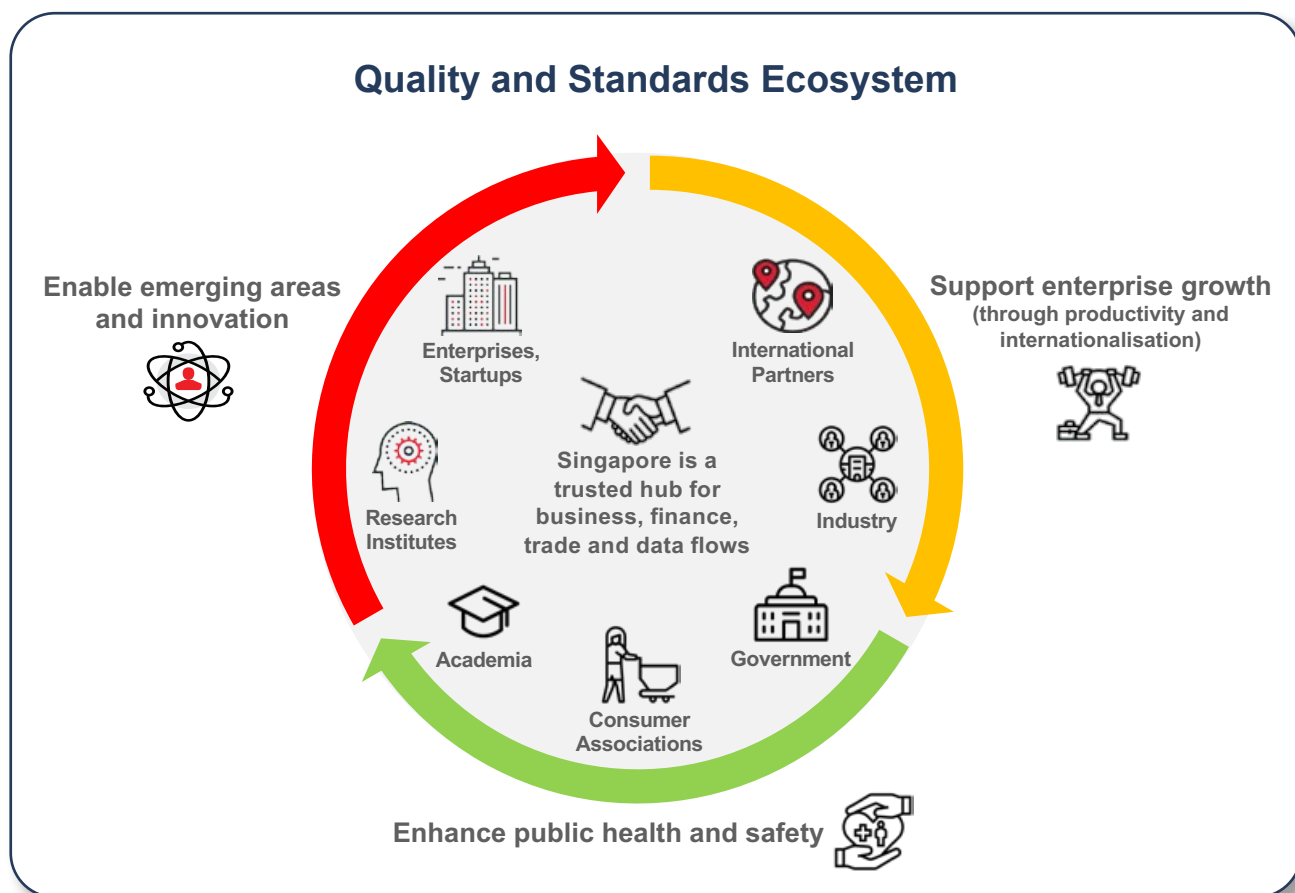 Quality and Standards Ecosystem
Enable emerging areas
and innovation
Support enterprise growth
(through productivity and
internationalisation)
Enterprises,
Startups
International
Partners
Singapore is a
trusted hub for
business, finance,
trade and data flows
Research
Institutes
Industry
Academia
Government
Consumer
Associations
Enhance public health and safety